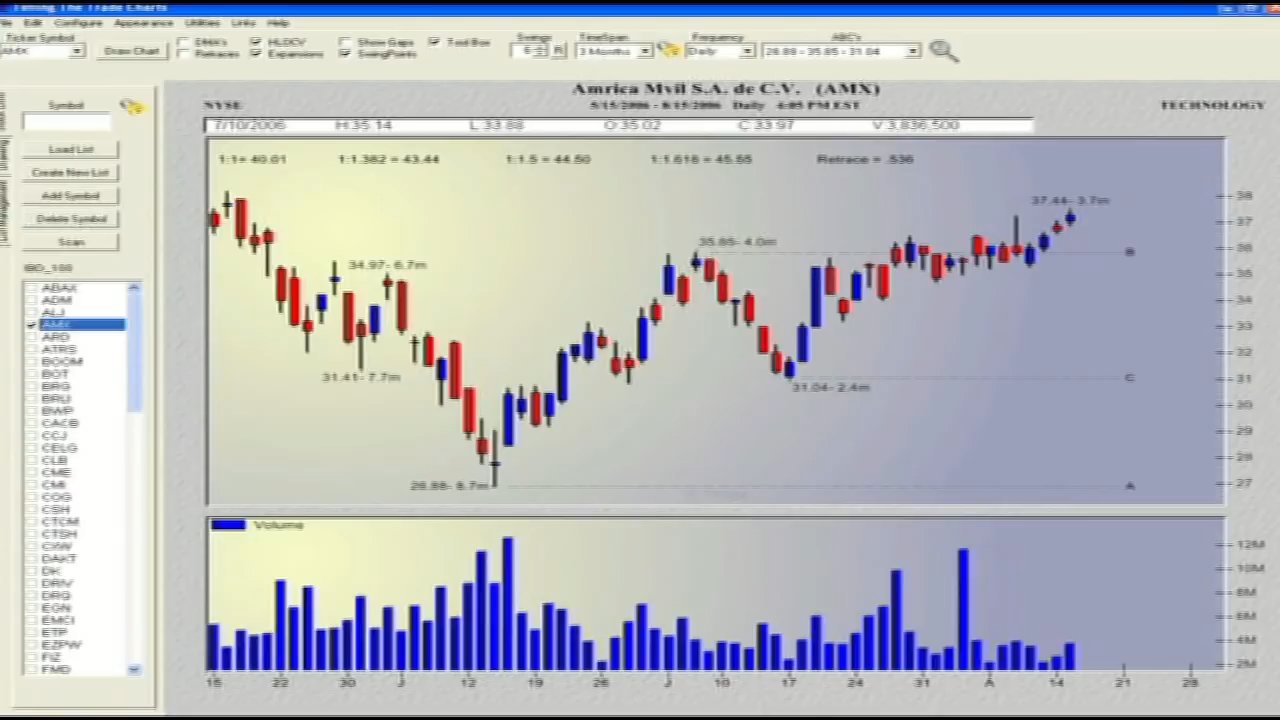 Timing The Trade Charts
File Edit Configure Appearance Utilities Links Help
Ticker Symbol
AMX
Draw Chart
DMA's
Retraces
HLOCV
Expansions
Show Gaps
SwingPoints
Tool Box
Swings
R
TimeSpan
3 Months
Frequency
Daily
ABC's
26.88 - 35.85 - 31.04
Amrica Mvil S.A. de C.V. (AMX)
NYSE
5/15/2006 - 8/15/2006 Daily 4:05 PM EST
TECHNOLOGY
7/10/2006 H:35.14 L:33.88 O:35.02 C:33.97 V:3,836,500
1:1= 40.01 1:1.382 = 43.44 1:1.5 = 44.50 1:1.618 = 45.55 Retrace = .536
Symbol
Load List
Create New List
Add Symbol
Delete Symbol
Scan
IBD_100
ABAX
ADM
ALJ
AMX
ARD
ATRS
BOOM
BOT
BRG
BRLI
BWP
CACB
CCJ
CELG
CLB
CME
CMI
COG
CSH
CTCM
CTSH
CXW
DAKT
DK
DRIV
DRQ
EGN
EMCI
ETP
EZPW
FIZ
FMD
37.44- 3.7m
35.85- 4.0m
34.97- 6.7m
31.41- 7.7m
31.04- 2.4m
26.88- 8.7m
B
C
A
38
37
36
35
34
33
32
31
30
29
28
27
Volume
12M
10M
8M
6M
4M
2M
15 22 30 J 12 19 26 J 10 17 24 31 A 14 21 28